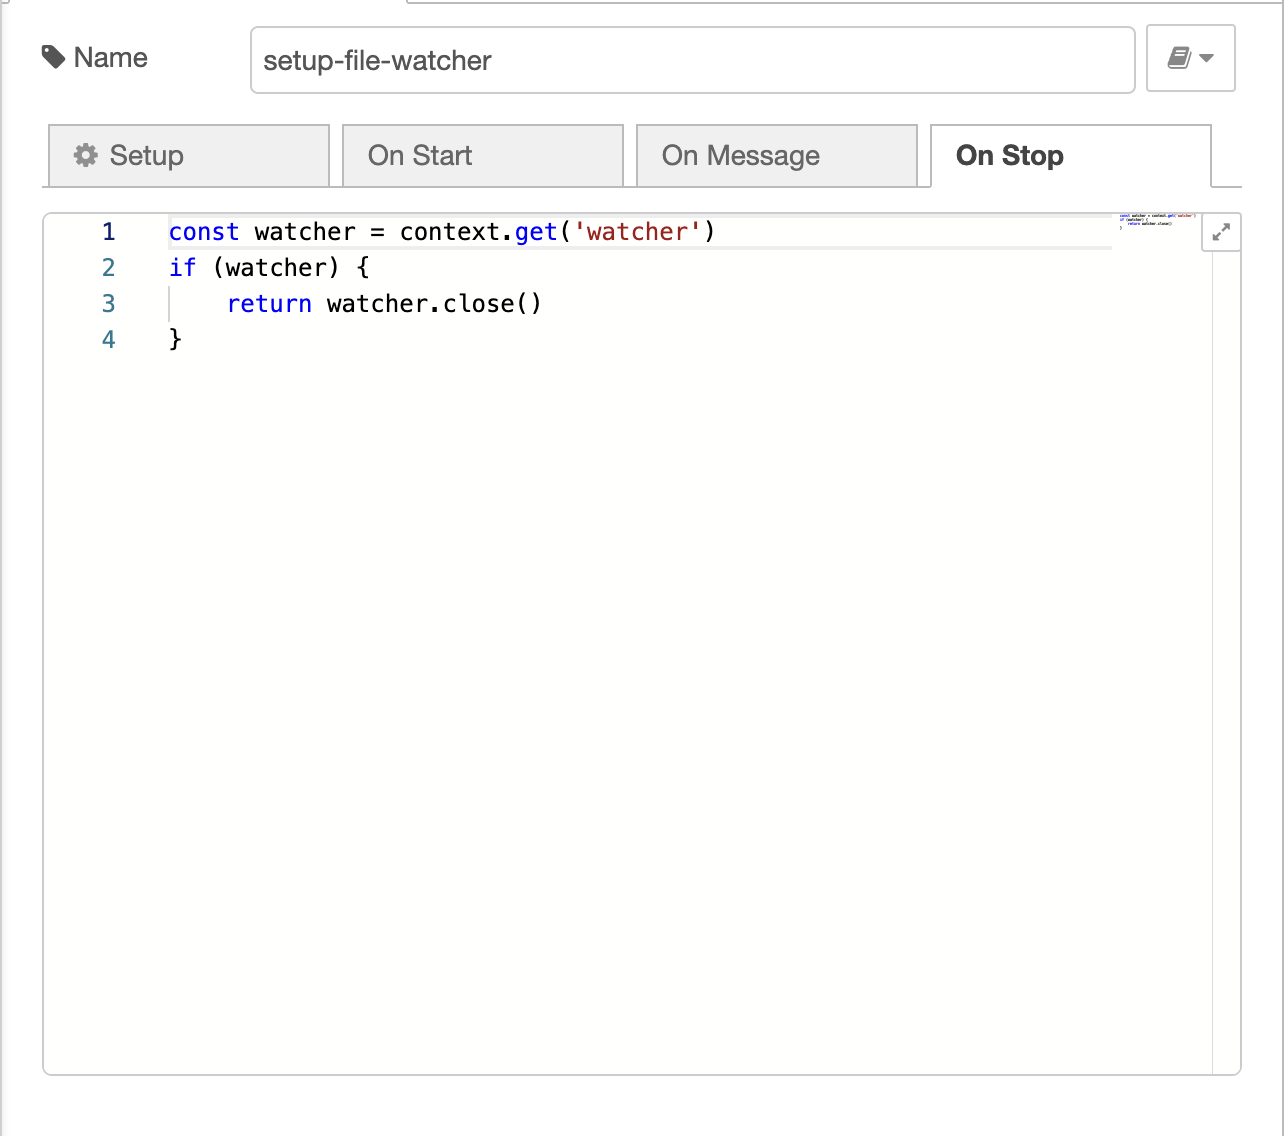 Name
setup-file-watcher
Setup
On Start
On Message
On Stop
1 const watcher = context.get('watcher')
2 if (watcher) {
3     return watcher.close()
4 }